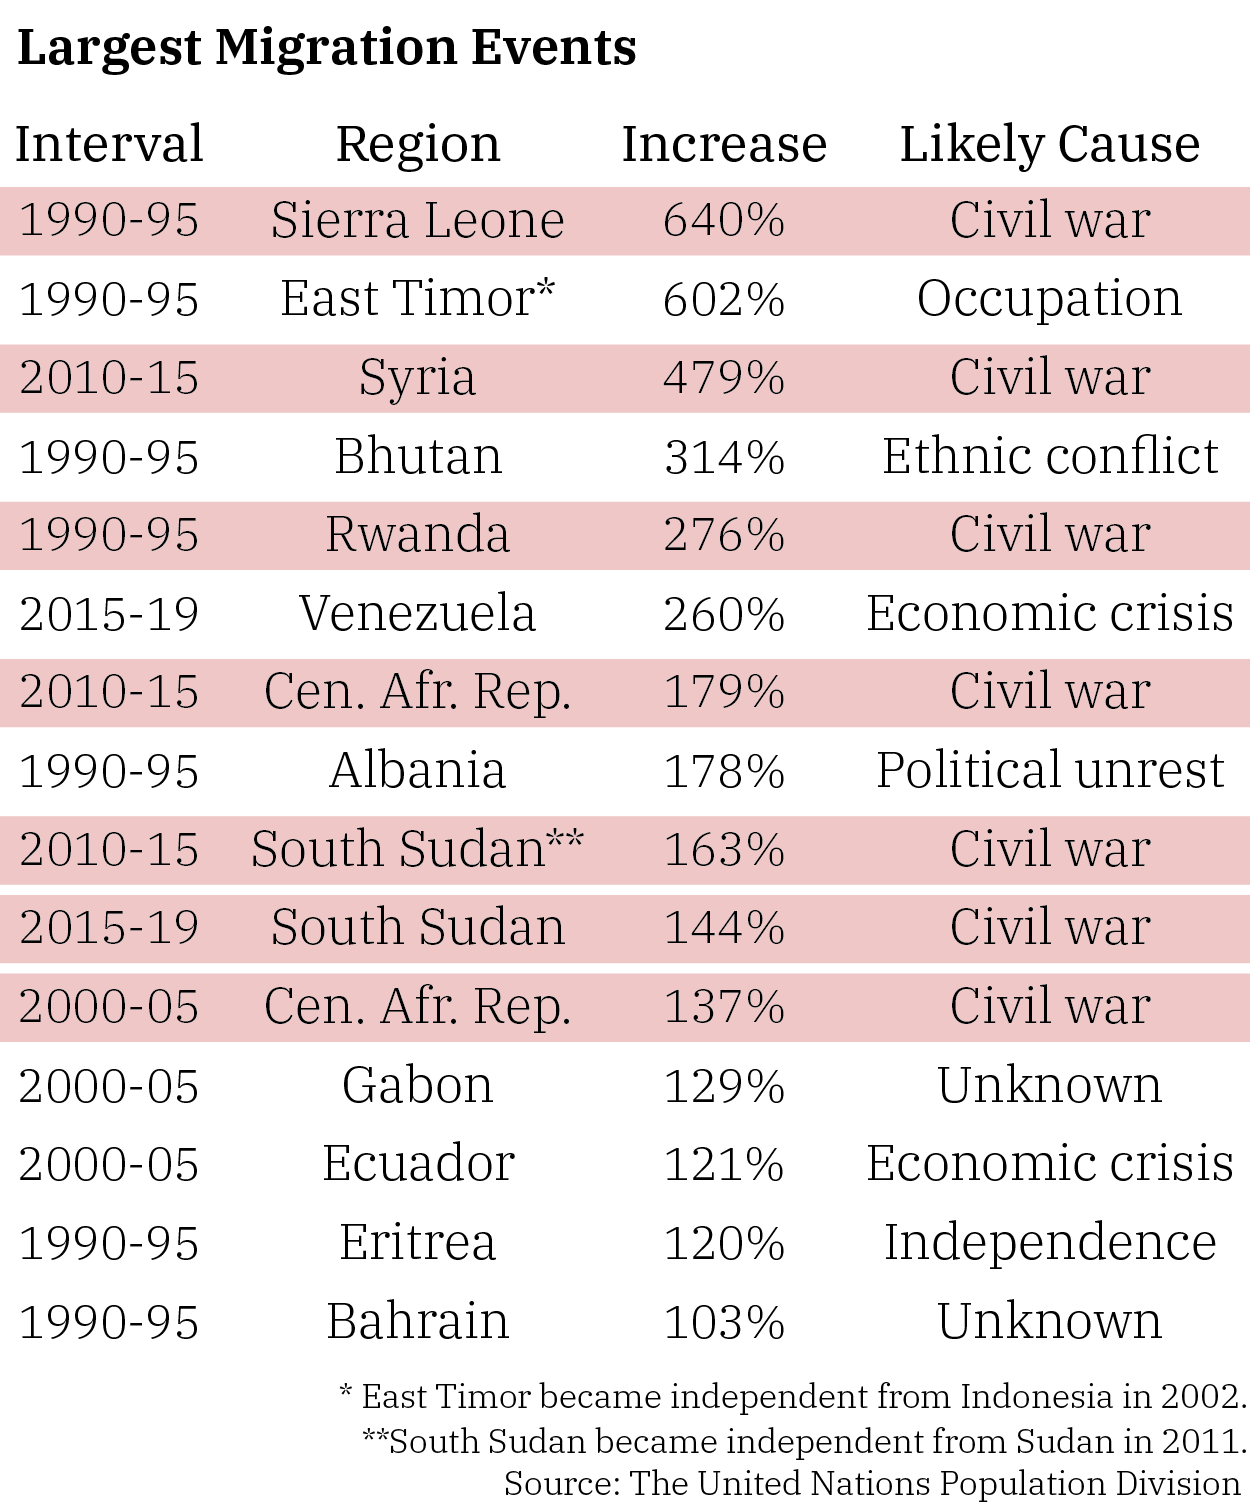 Largest Migration Events
Interval Region Increase Likely Cause
1990-95 Sierra Leone 640% Civil war
1990-95 East Timor* 602% Occupation
2010-15 Syria 479% Civil war
1990-95 Bhutan 314% Ethnic conflict
1990-95 Rwanda 276% Civil war
2015-19 Venezuela 260% Economic crisis
2010-15 Cen. Afr. Rep. 179% Civil war
1990-95 Albania 178% Political unrest
2010-15 South Sudan** 163% Civil war
2015-19 South Sudan 144% Civil war
2000-05 Cen. Afr. Rep. 137% Civil war
2000-05 Gabon 129% Unknown
2000-05 Ecuador 121% Economic crisis
1990-95 Eritrea 120% Independence
1990-95 Bahrain 103% Unknown
* East Timor became independent from Indonesia in 2002.
**South Sudan became independent from Sudan in 2011.
Source: The United Nations Population Division